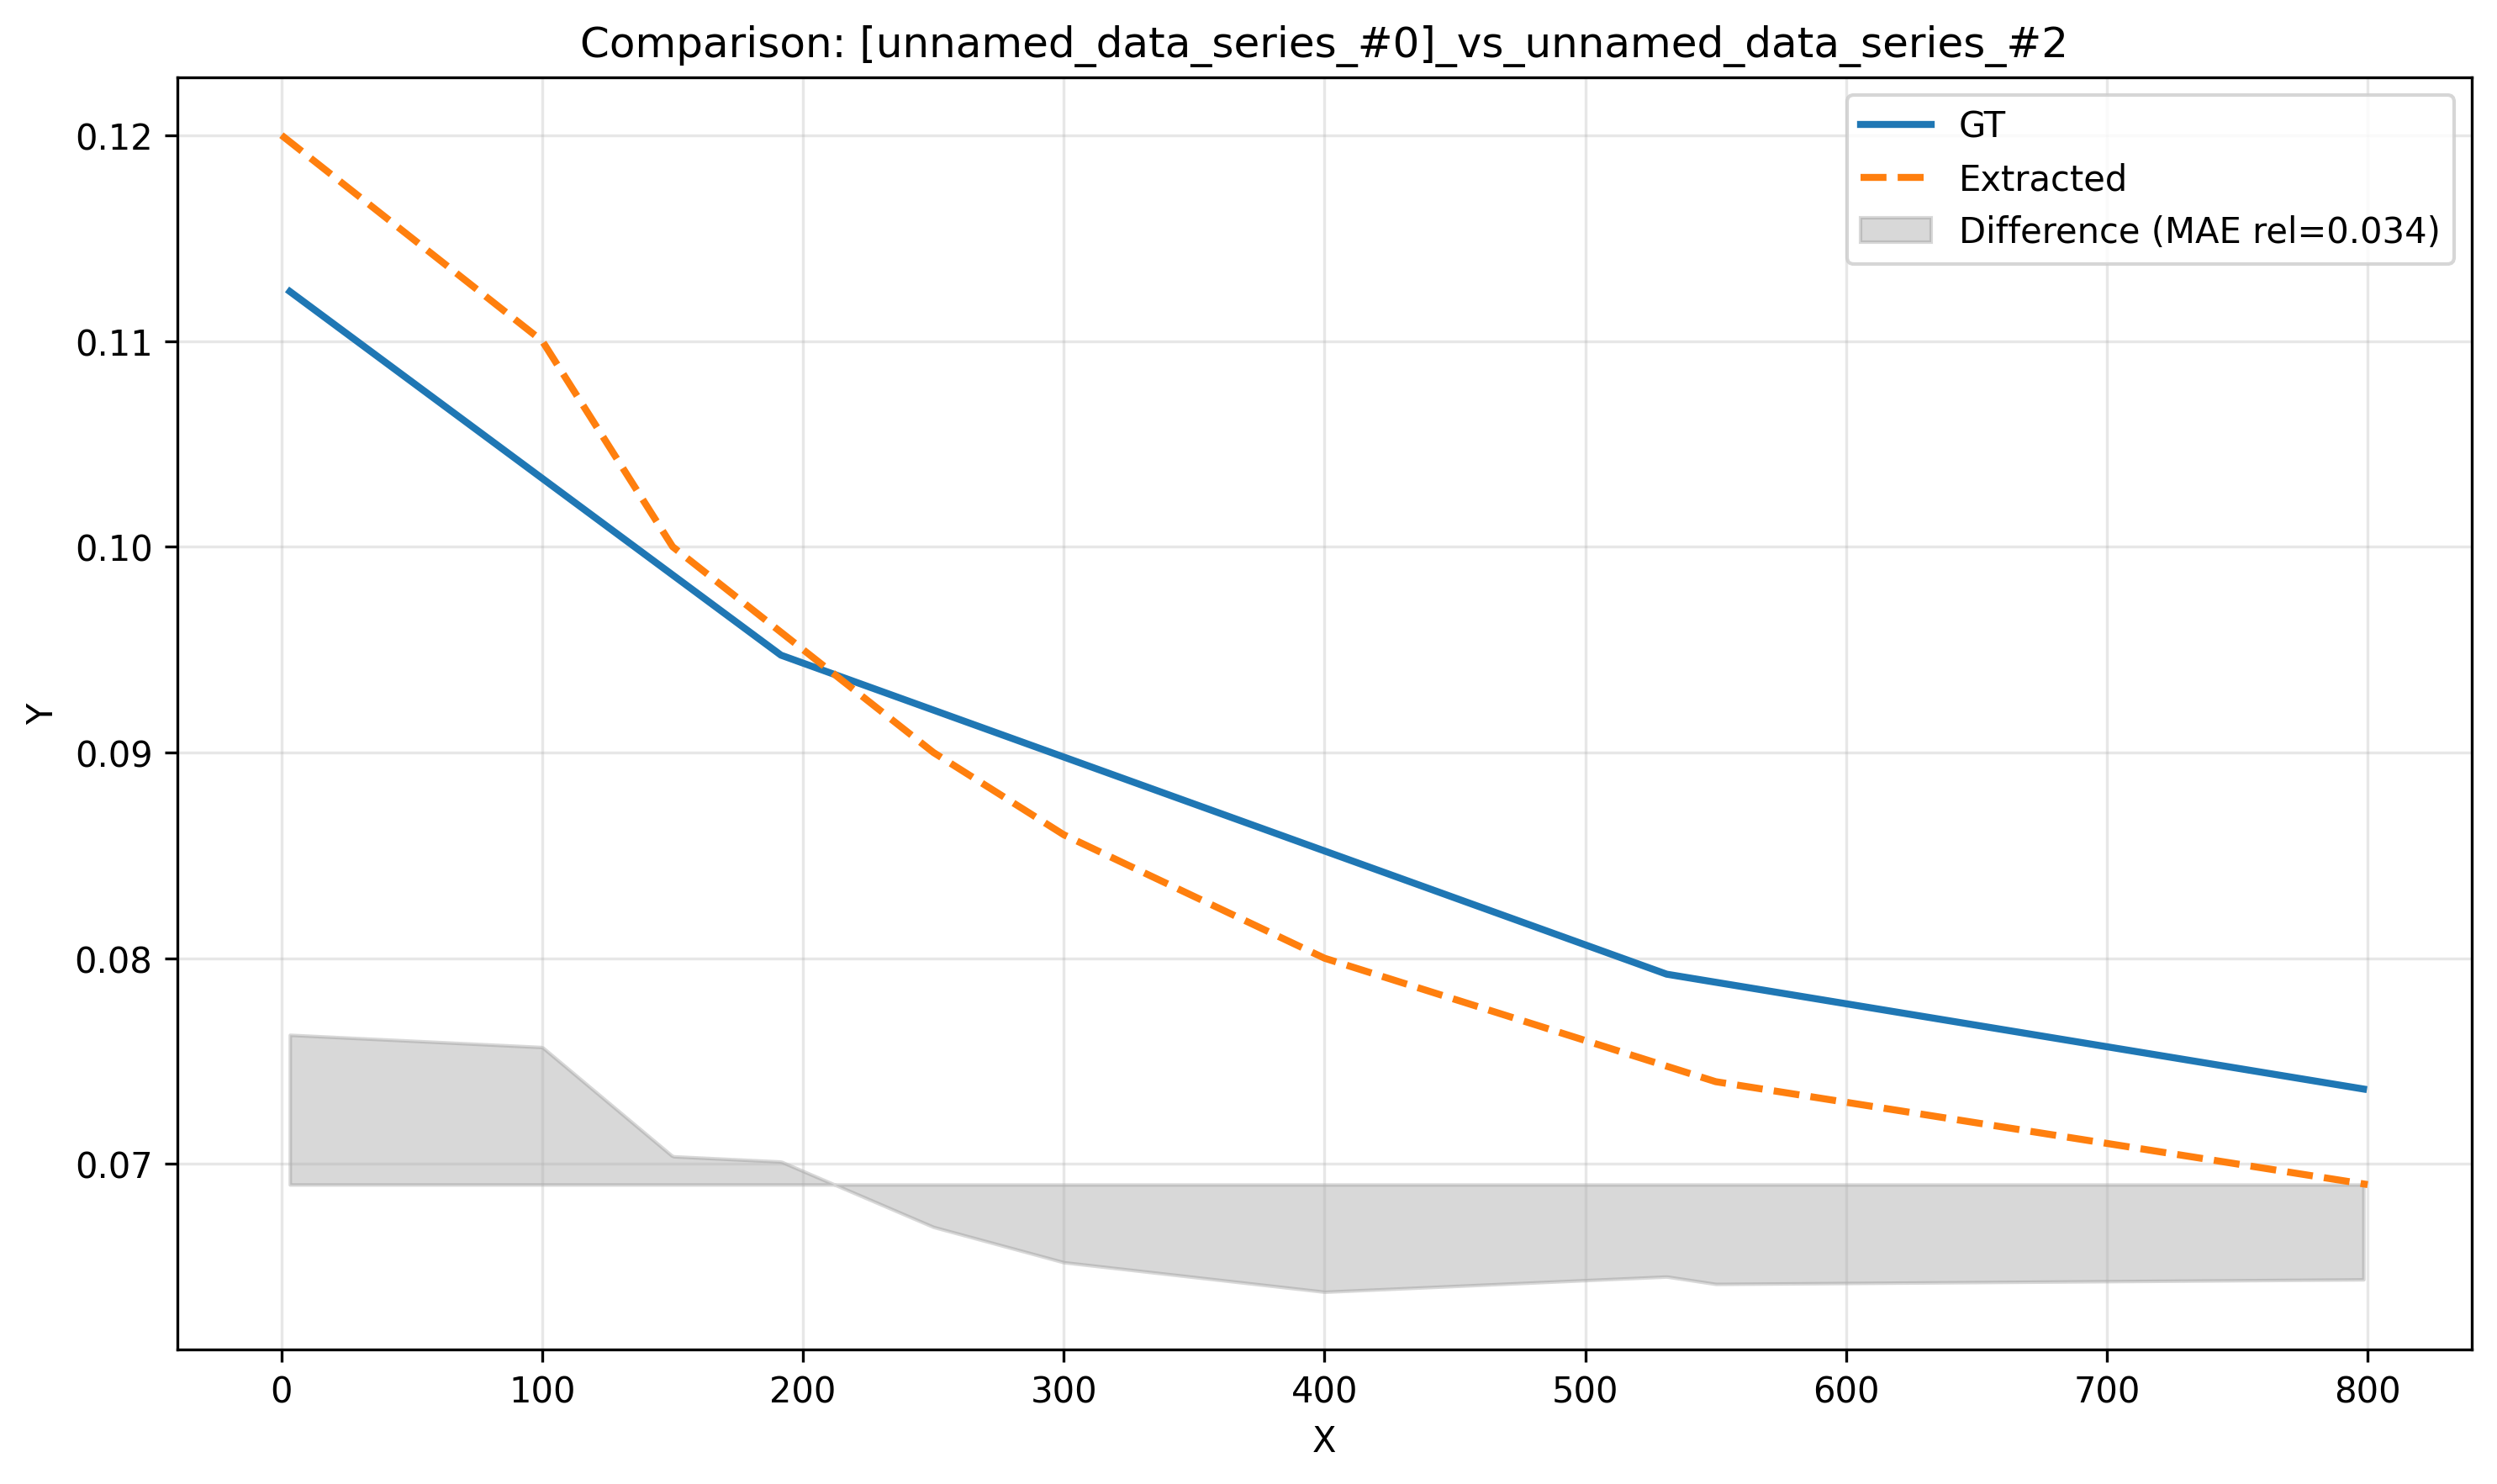 Comparison: [unnamed_data_series_#0]_vs_unnamed_data_series_#2
GT
Extracted
Difference (MAE rel=0.034)
Y
0.12
0.11
0.10
0.09
0.08
0.07
0 100 200 300 400 500 600 700 800
X